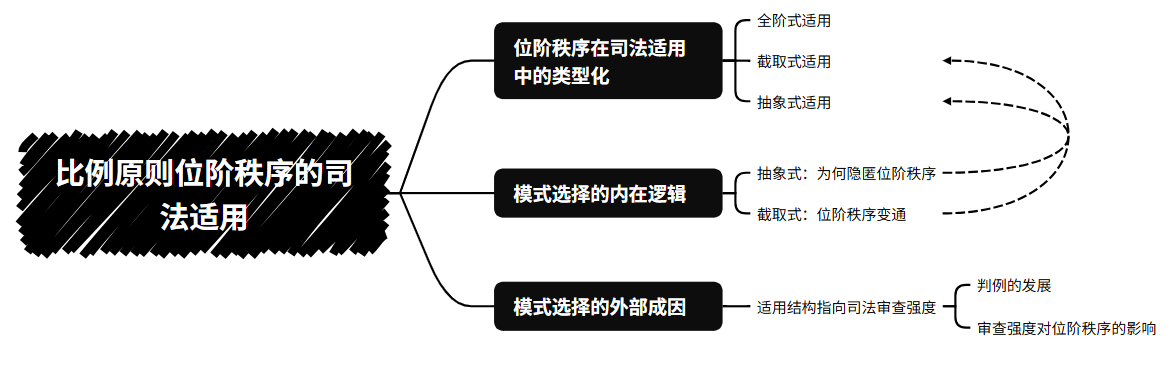 比例原则位阶秩序的司
法适用
位阶秩序在司法适用
中的类型化
全阶式适用
截取式适用
抽象式适用
模式选择的内在逻辑
抽象式：为何隐匿位阶秩序
截取式：位阶秩序变通
模式选择的外部成因
适用结构指向司法审查强度
判例的发展
审查强度对位阶秩序的影响